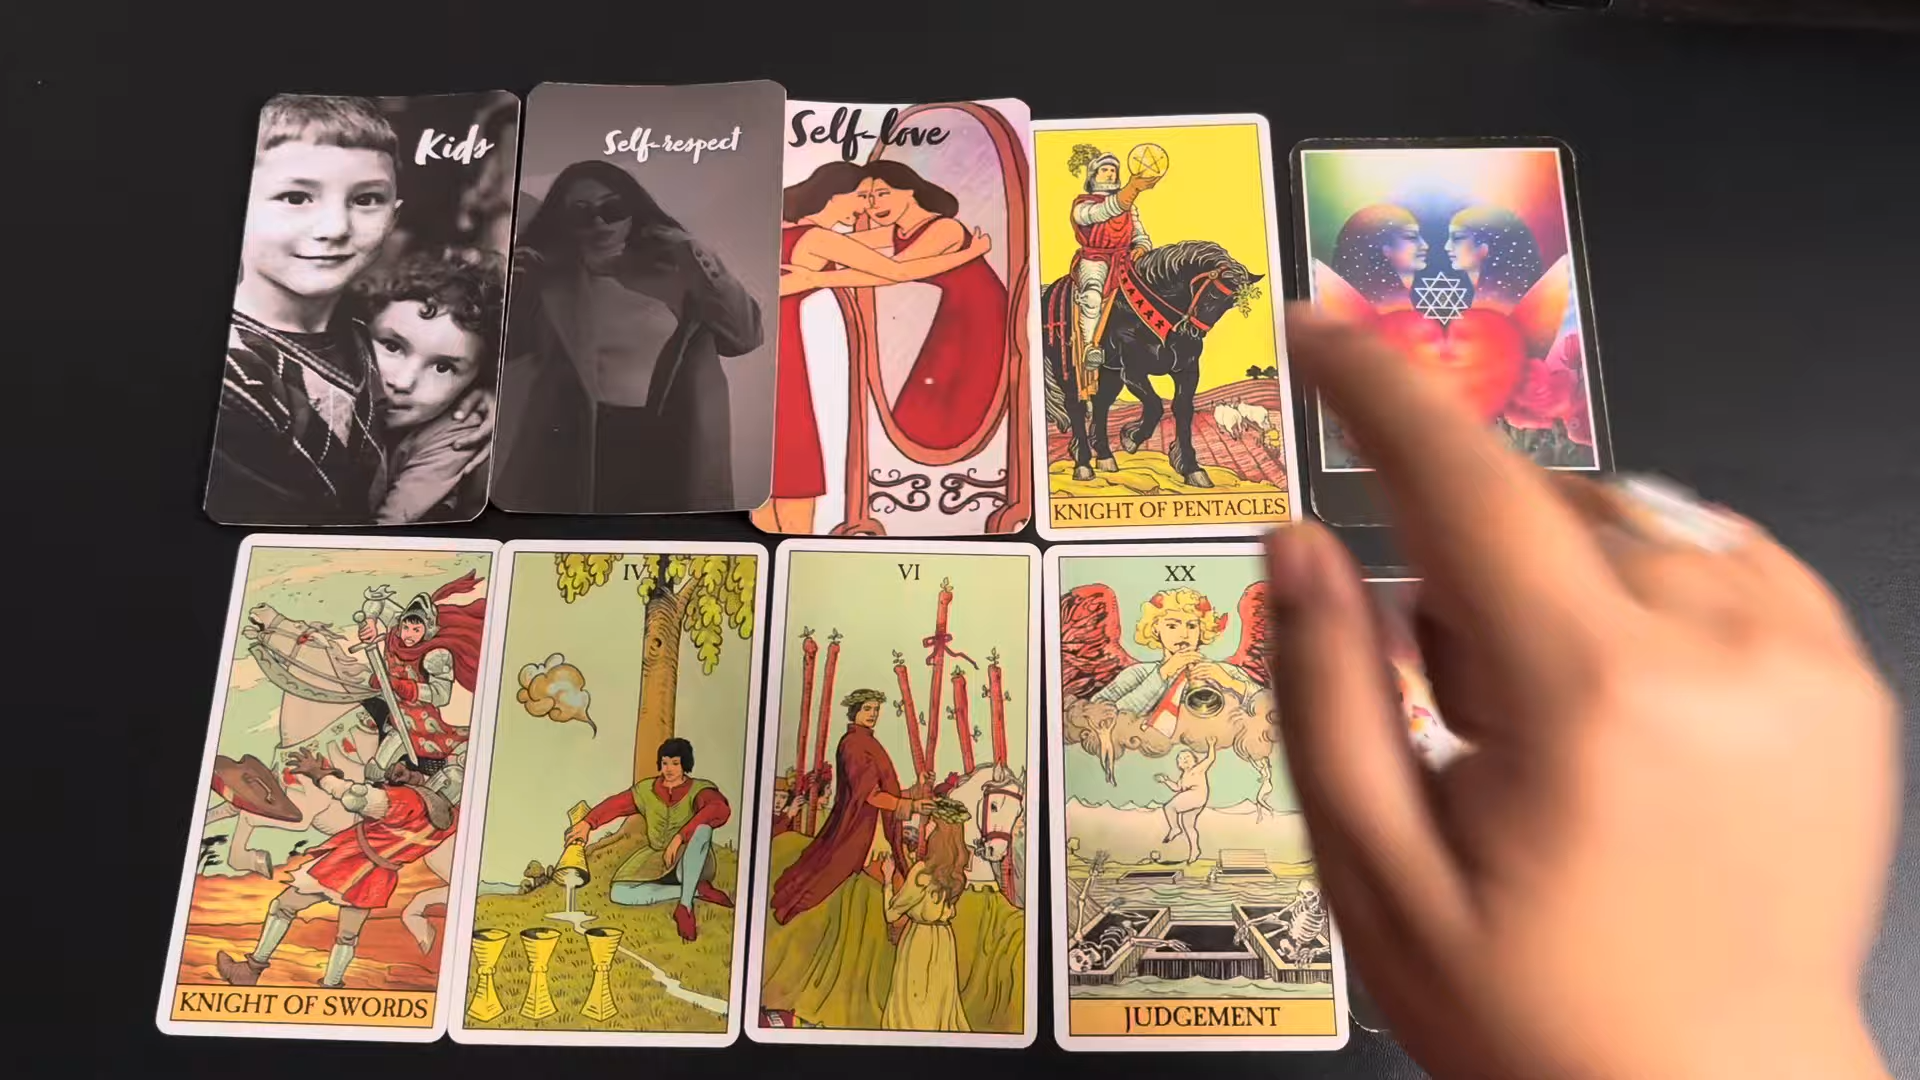 Kids
Self-respect
Self-love
KNIGHT OF PENTACLES
IV
VI
XX
KNIGHT OF SWORDS
JUDGEMENT